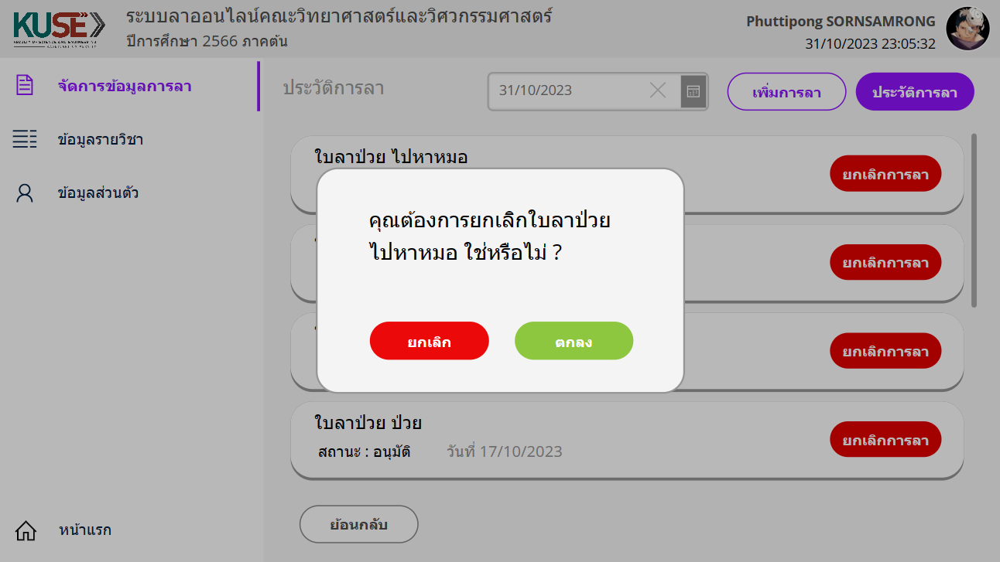 KUSE
FACULTY OF SCIENCE AND ENGINEERING
KASETSART UNIVERSITY
ระบบลาออนไลน์คณะวิทยาศาสตร์และวิศวกรรมศาสตร์
ปีการศึกษา 2566 ภาคต้น
Phuttipong SORNSAMRONG
31/10/2023 23:05:32
จัดการข้อมูลการลา
ข้อมูลรายวิชา
ข้อมูลส่วนตัว
หน้าแรก
ประวัติการลา
31/10/2023
เพิ่มการลา
ประวัติการลา
ใบลาป่วย ไปหาหมอ
ยกเลิกการลา
ยกเลิกการลา
ยกเลิกการลา
คุณต้องการยกเลิกใบลาป่วย
ไปหาหมอ ใช่หรือไม่ ?
ยกเลิก
ตกลง
ใบลาป่วย ป่วย
สถานะ : อนุมัติ
วันที่ 17/10/2023
ยกเลิกการลา
ย้อนกลับ